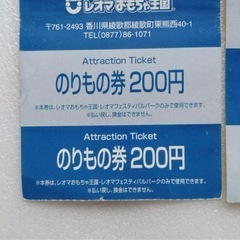 レオマおもちゃ王国
〒761-2493 香川県綾歌郡綾歌町東熊西40-1
TEL(0877)86-1071
Attraction Ticket
のりもの券200円
※本券は、レオマおもちゃ王国・レオマフェスティバルパークのみで使用できます。
※払い戻し、換金はできません。
Attraction Ticket
のりもの券200円
※本券は、レオマおもちゃ王国・レオマフェスティバルパークのみで使用できます。
※払い戻し、換金はできません。